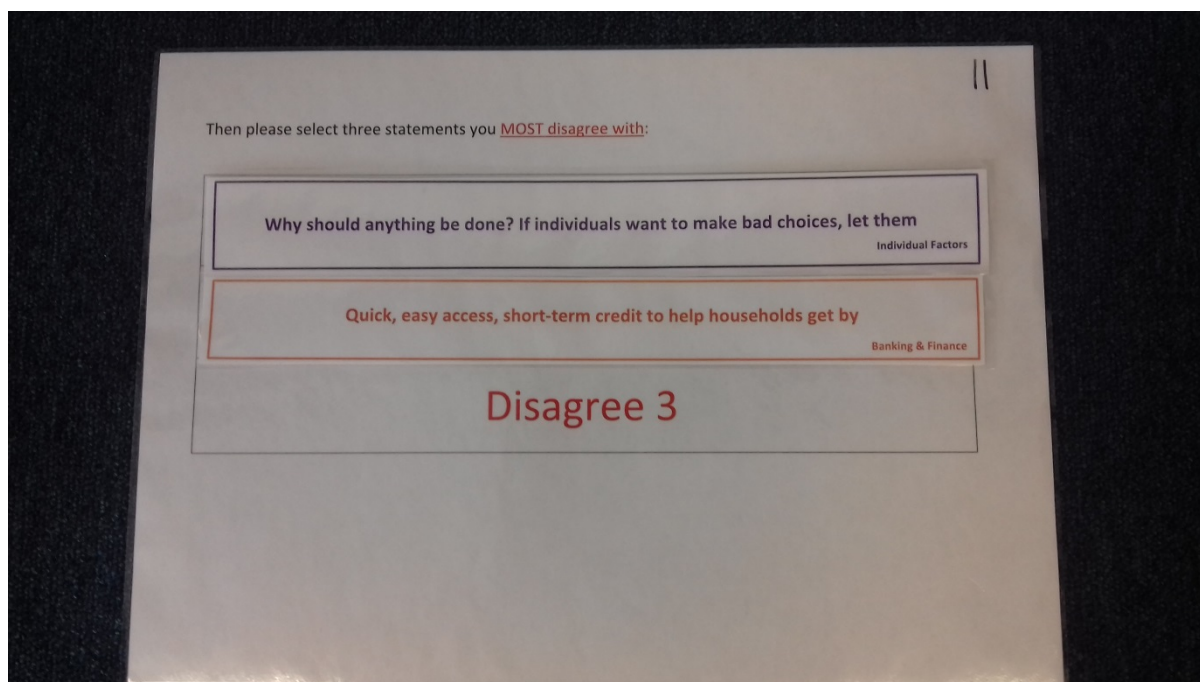 11
Then please select three statements you MOST disagree with:
Why should anything be done? If individuals want to make bad choices, let them
Individual Factors
Quick, easy access, short-term credit to help households get by
Banking & Finance
Disagree 3